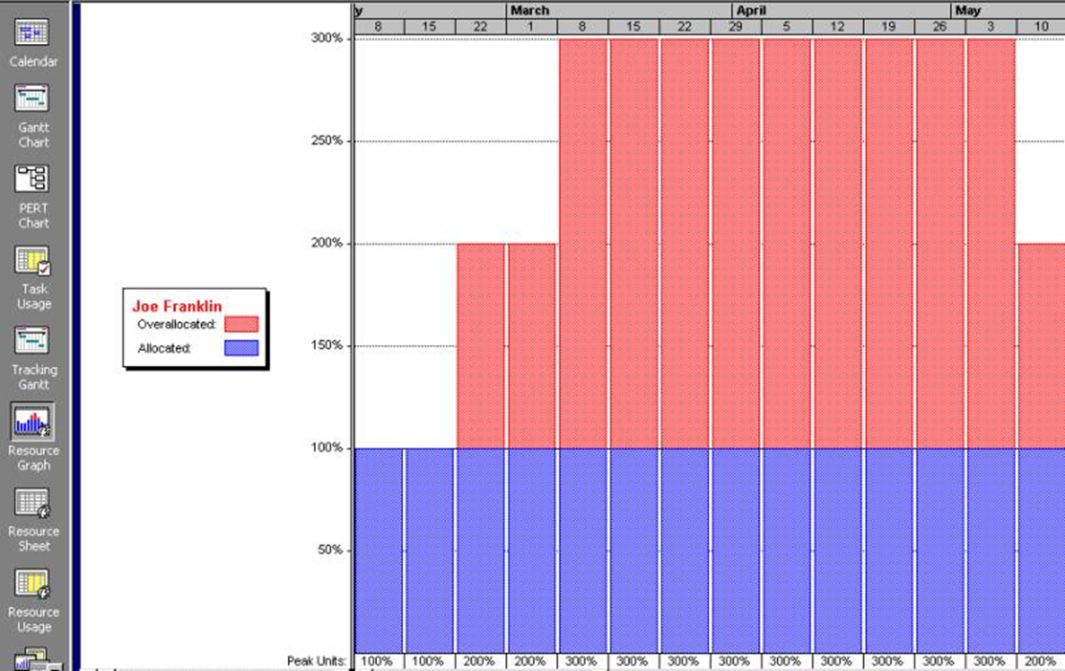 Calendar
Gantt
Chart
PERT
Chart
Task
Usage
Tracking
Gantt
Resource
Graph
Resource
Sheet
Resource
Usage
Joe Franklin
Overallocated:
Allocated:
y March April May
8 15 22 1 8 15 22 29 5 12 19 26 3 10
300%
250%
200%
150%
100%
50%
Peak Units: 100% 100% 200% 200% 300% 300% 300% 300% 300% 300% 300% 300% 300% 200%